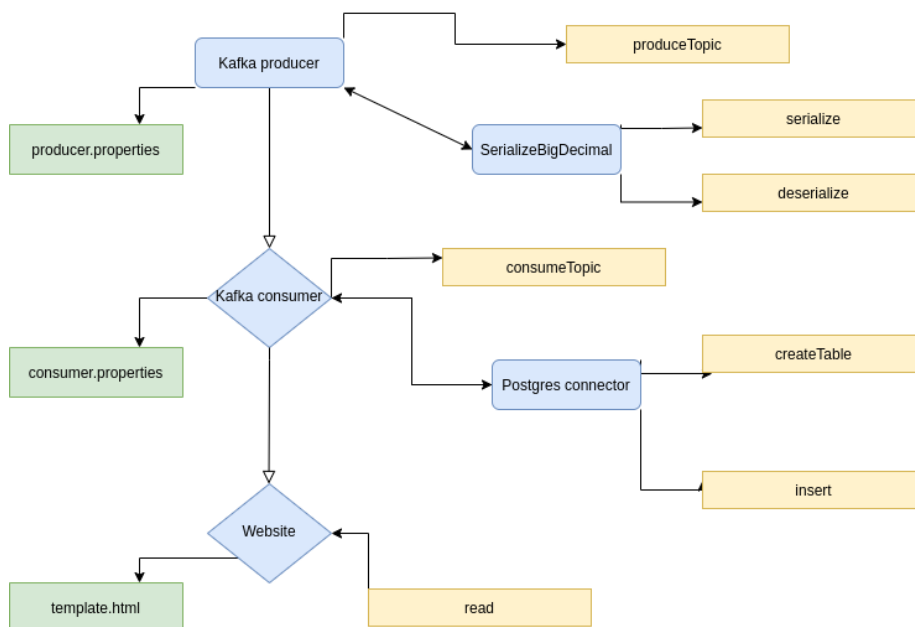 produceTopic
Kafka producer
serialize
SerializeBigDecimal
producer.properties
deserialize
consumeTopic
Kafka consumer
createTable
consumer.properties
Postgres connector
insert
Website
template.html
read